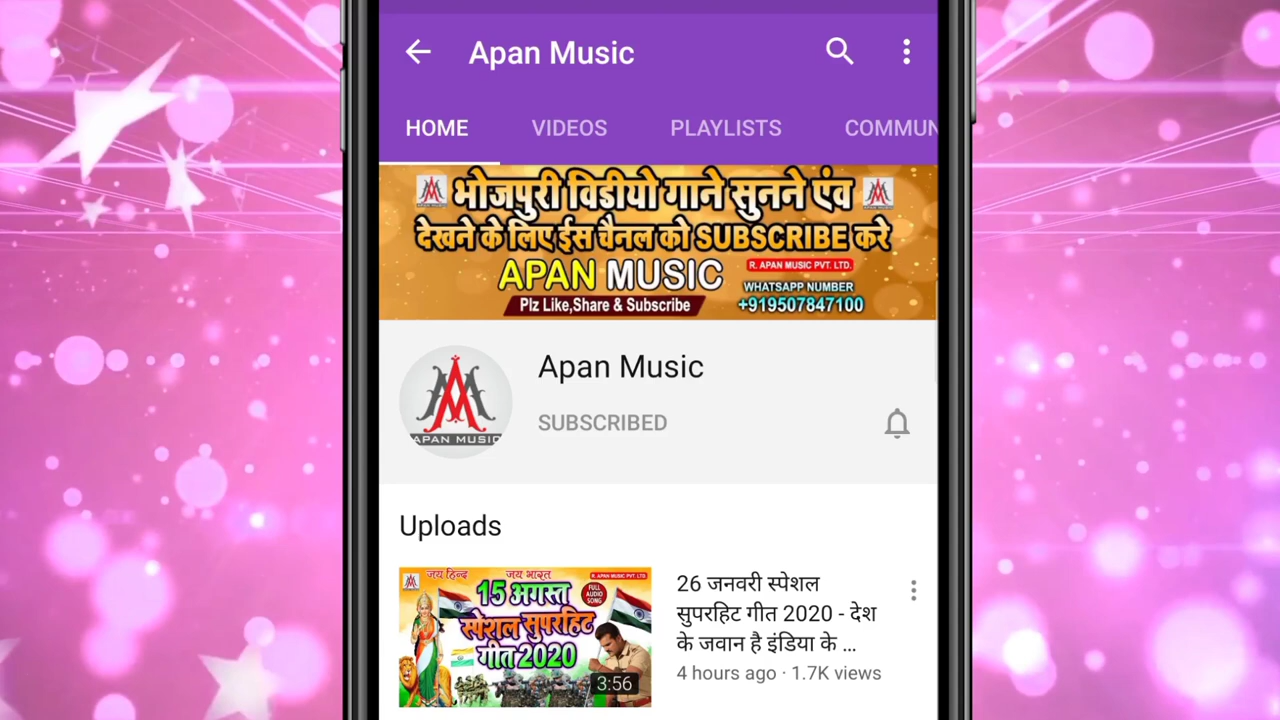 Apan Music
HOME VIDEOS PLAYLISTS COMMUN
भोजपुरी विडीयो गाने सुनने एंव
देखने के लिए ईस चैनल को SUBSCRIBE करे
APAN MUSIC
R. APAN MUSIC PVT. LTD.
WHATSAPP NUMBER
Plz Like,Share & Subscribe
+919507847100
Apan Music
SUBSCRIBED
APAN MUSIC
Uploads
जय हिन्द जय भारत
R. APAN MUSIC PVT. LTD
15 अगस्त
FULL
AUDIO
SONG
स्पेशल सुपरहिट
गीत 2020
3:56
26 जनवरी स्पेशल
सुपरहिट गीत 2020 - देश
के जवान है इंडिया के ...
4 hours ago · 1.7K views